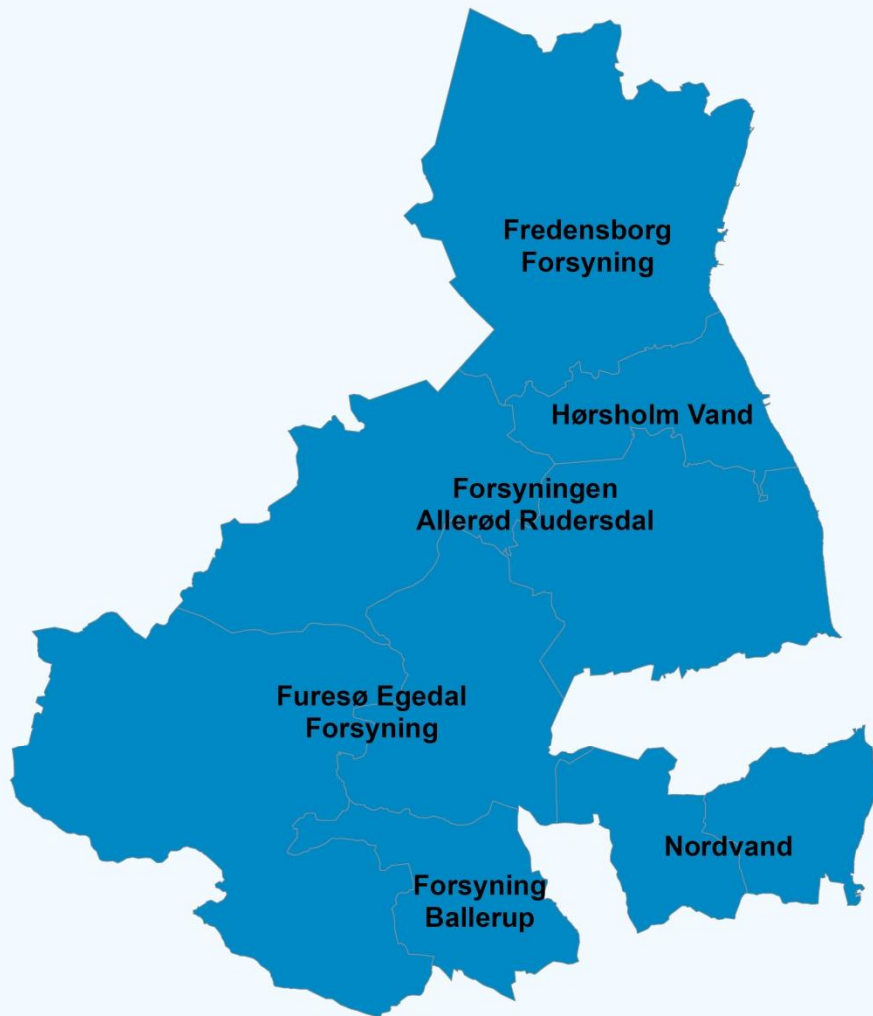 Fredensborg
Forsyning
Hørsholm Vand
Forsyningen
Allerød Rudersdal
Furesø Egedal
Forsyning
Nordvand
Forsyning
Ballerup